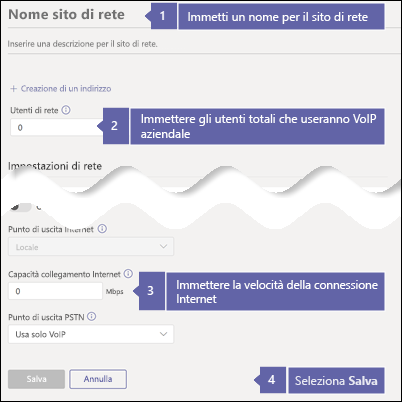 Nome sito di rete
1 Immetti un nome per il sito di rete
Inserire una descrizione per il sito di rete.
+ Creazione di un indirizzo
Utenti di rete
0
2 Immettere gli utenti totali che useranno VoIP
aziendale
Impostazioni di rete
Punto di uscita Internet
Locale
Capacità collegamento Internet
0 Mbps
3 Immettere la velocità della connessione
Internet
Punto di uscita PSTN
Usa solo VoIP
Salva Annulla
4 Seleziona Salva